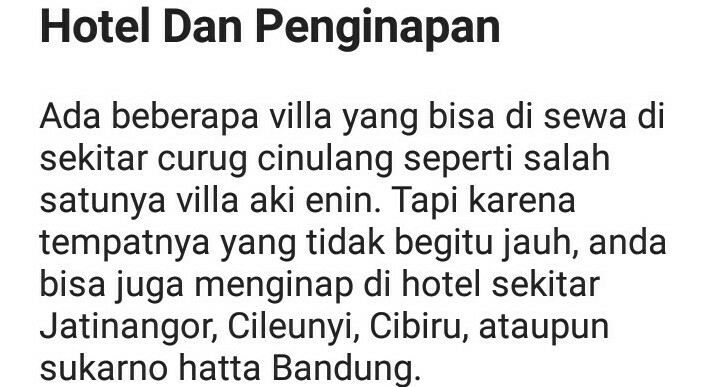 Hotel Dan Penginapan
Ada beberapa villa yang bisa di sewa di
sekitar curug cinulang seperti salah
satunya villa aki enin. Tapi karena
tempatnya yang tidak begitu jauh, anda
bisa juga menginap di hotel sekitar
Jatinangor, Cileunyi, Cibiru, ataupun
sukarno hatta Bandung.